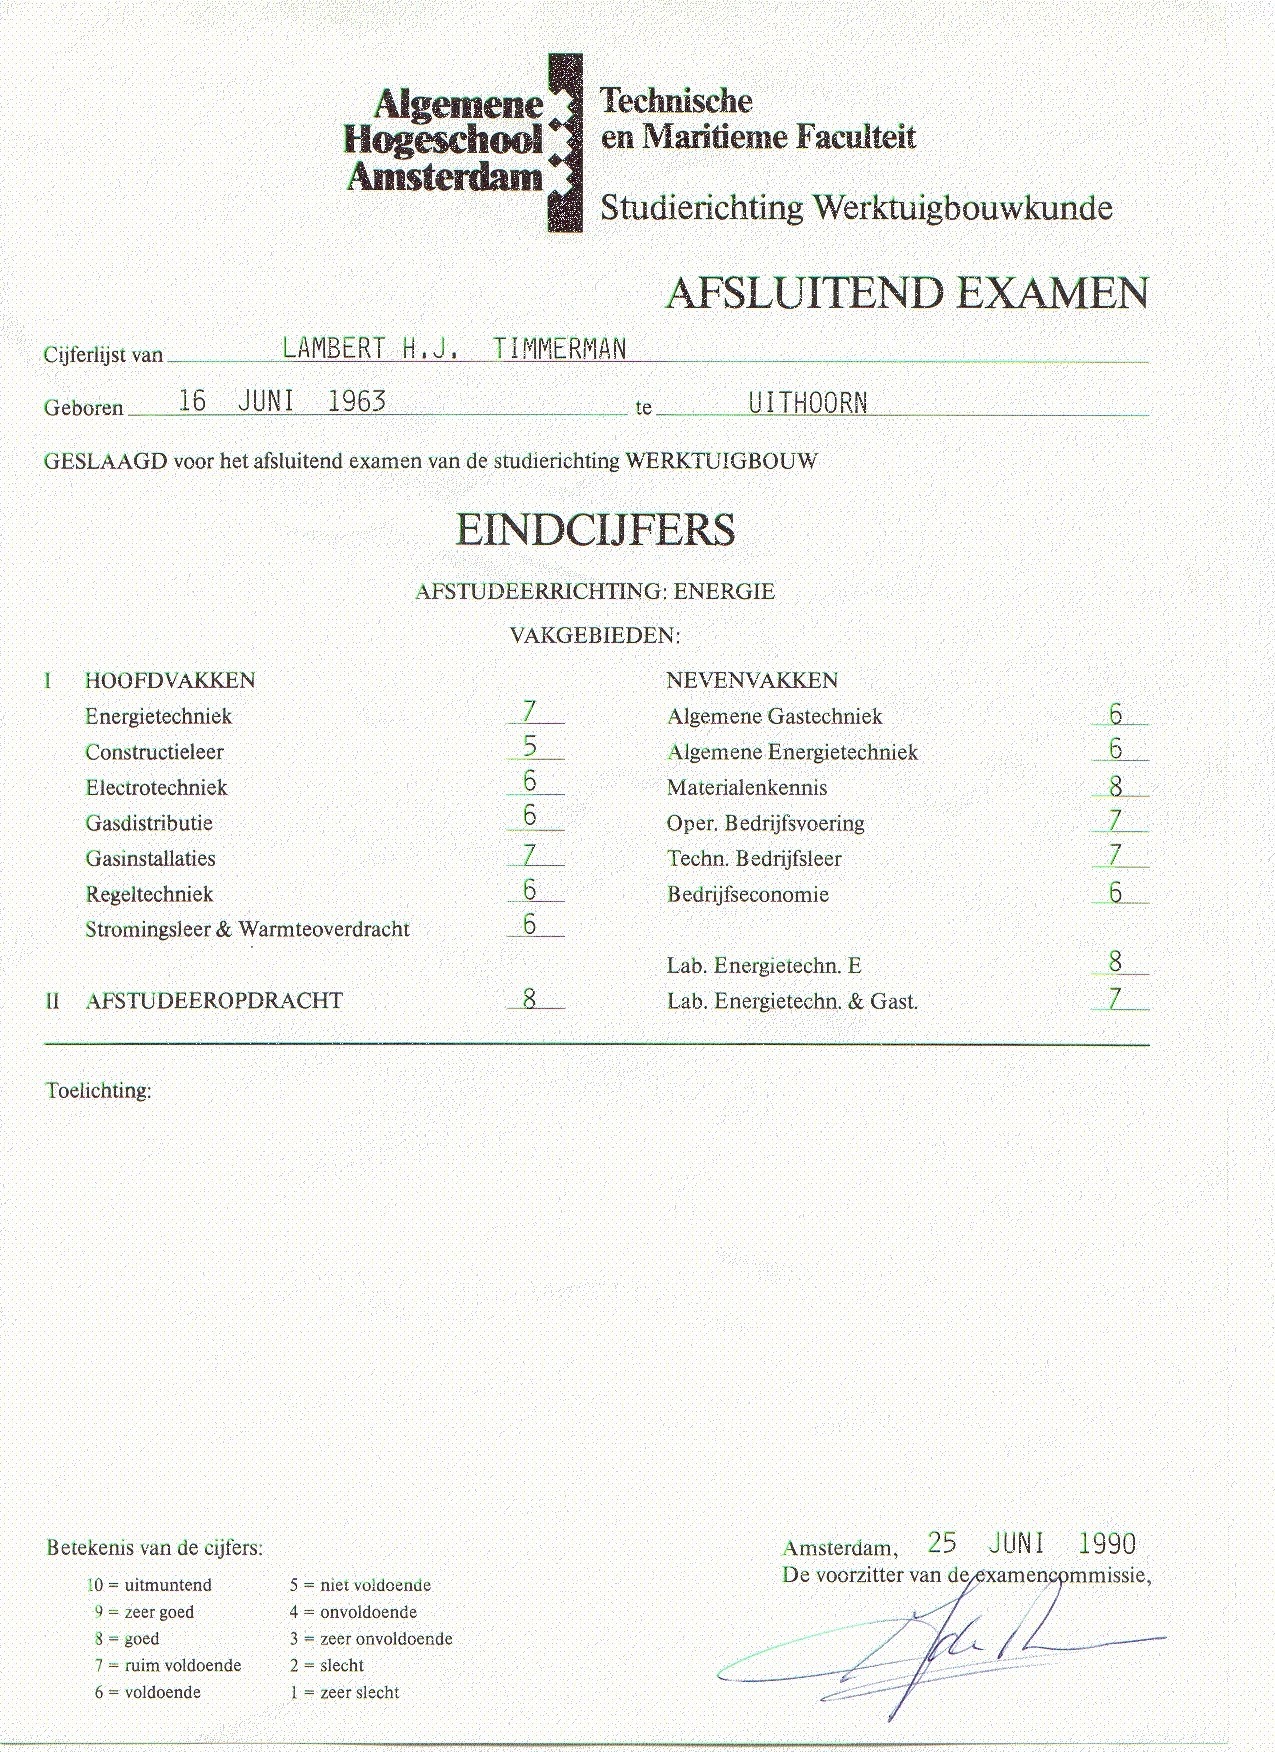 Algemene
Hogeschool
Amsterdam
Technische
en Maritieme Faculteit
Studierichting Werktuigbouwkunde
AFSLUITEND EXAMEN
Cijferlijst van LAMBERT H.J. TIMMERMAN
Geboren 16 JUNI 1963 te UITHOORN
GESLAAGD voor het afsluitend examen van de studierichting WERKTUIGBOUW
EINDCIJFERS
AFSTUDEERRICHTING: ENERGIE
VAKGEBIEDEN:
I HOOFDVAKKEN NEVENVAKKEN
Energietechniek 7 Algemene Gastechniek 6
Constructieleer 5 Algemene Energietechniek 6
Electrotechniek 6 Materialenkennis 8
Gasdistributie 6 Oper. Bedrijfsvoering 7
Gasinstallaties 7 Techn. Bedrijfsleer 7
Regeltechniek 6 Bedrijfseconomie 6
Stromingsleer & Warmteoverdracht 6
Lab. Energietechn. E 8
II AFSTUDEEROPDRACHT 8 Lab. Energietechn. & Gast. 7
Toelichting:
Betekenis van de cijfers: Amsterdam, 25 JUNI 1990
De voorzitter van de examencommissie,
10 = uitmuntend 5 = niet voldoende
9 = zeer goed 4 = onvoldoende
8 = goed 3 = zeer onvoldoende
7 = ruim voldoende 2 = slecht
6 = voldoende 1 = zeer slecht